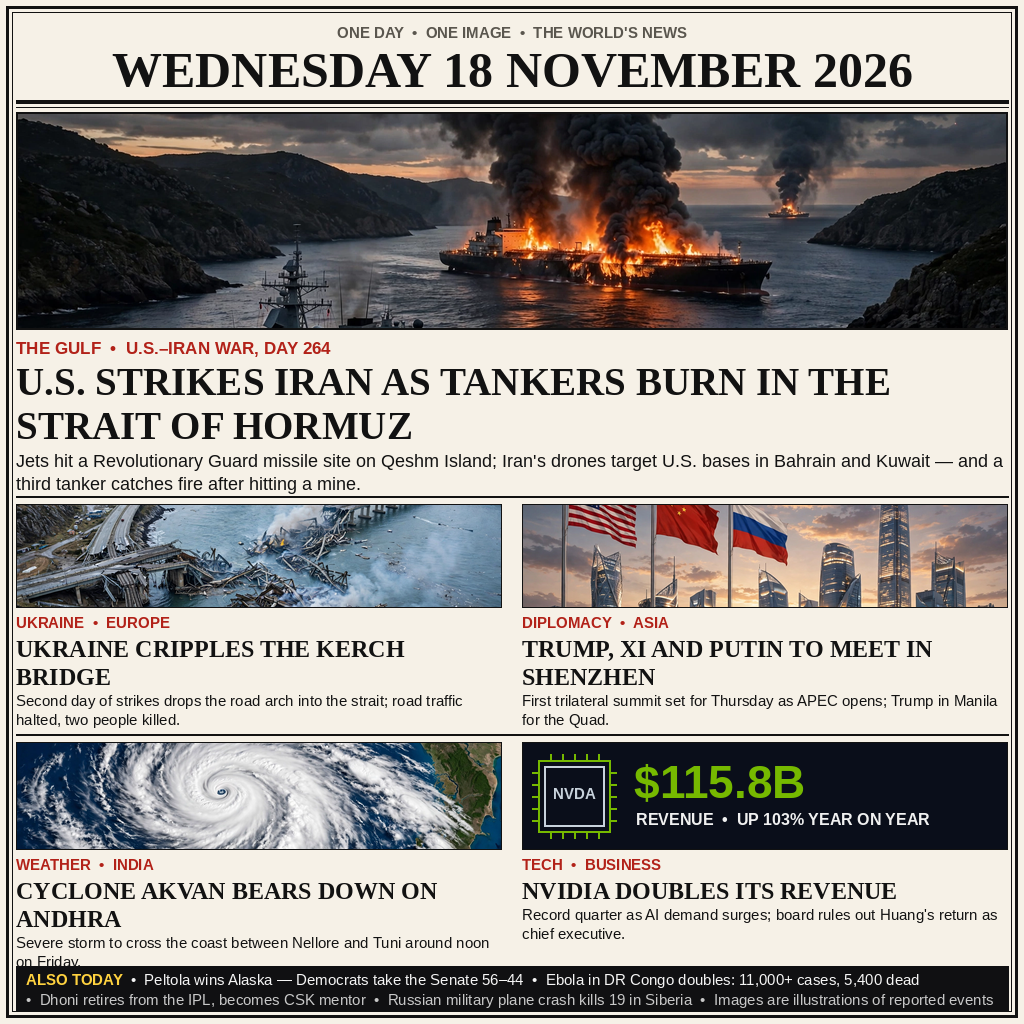 ONE DAY • ONE IMAGE • THE WORLD'S NEWS
WEDNESDAY 18 NOVEMBER 2026
THE GULF • U.S.–IRAN WAR, DAY 264
U.S. STRIKES IRAN AS TANKERS BURN IN THE
STRAIT OF HORMUZ
Jets hit a Revolutionary Guard missile site on Qeshm Island; Iran's drones target U.S. bases in Bahrain and Kuwait — and a
third tanker catches fire after hitting a mine.
UKRAINE • EUROPE
UKRAINE CRIPPLES THE KERCH
BRIDGE
Second day of strikes drops the road arch into the strait; road traffic
halted, two people killed.
DIPLOMACY • ASIA
TRUMP, XI AND PUTIN TO MEET IN
SHENZHEN
First trilateral summit set for Thursday as APEC opens; Trump in Manila
for the Quad.
WEATHER • INDIA
CYCLONE AKVAN BEARS DOWN ON
ANDHRA
Severe storm to cross the coast between Nellore and Tuni around noon
on Friday.
NVDA
$115.8B
REVENUE • UP 103% YEAR ON YEAR
TECH • BUSINESS
NVIDIA DOUBLES ITS REVENUE
Record quarter as AI demand surges; board rules out Huang's return as
chief executive.
ALSO TODAY • Peltola wins Alaska — Democrats take the Senate 56–44 • Ebola in DR Congo doubles: 11,000+ cases, 5,400 dead
• Dhoni retires from the IPL, becomes CSK mentor • Russian military plane crash kills 19 in Siberia • Images are illustrations of reported events